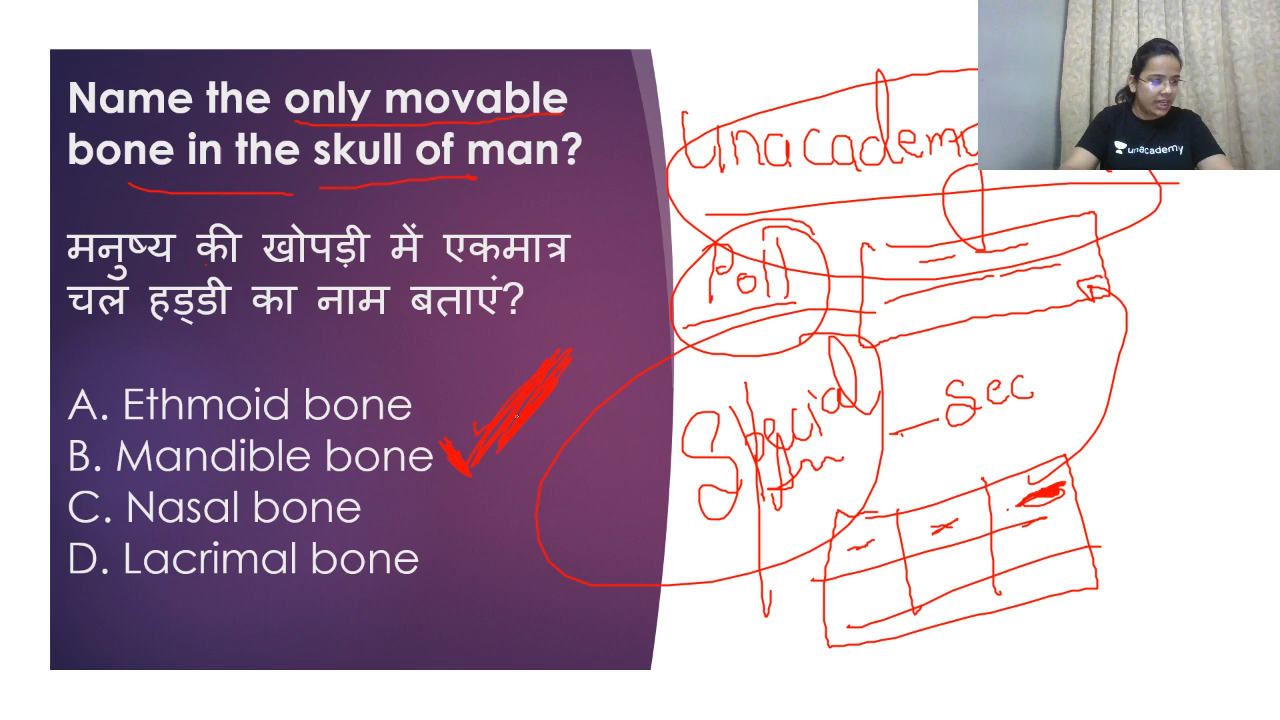 Name the only movable
bone in the skull of man?
मनुष्य की खोपड़ी में एकमात्र
चल हड्डी का नाम बताएं?
A. Ethmoid bone
B. Mandible bone
C. Nasal bone
D. Lacrimal bone
Unacadem
Poll
Special
Sec
unacademy